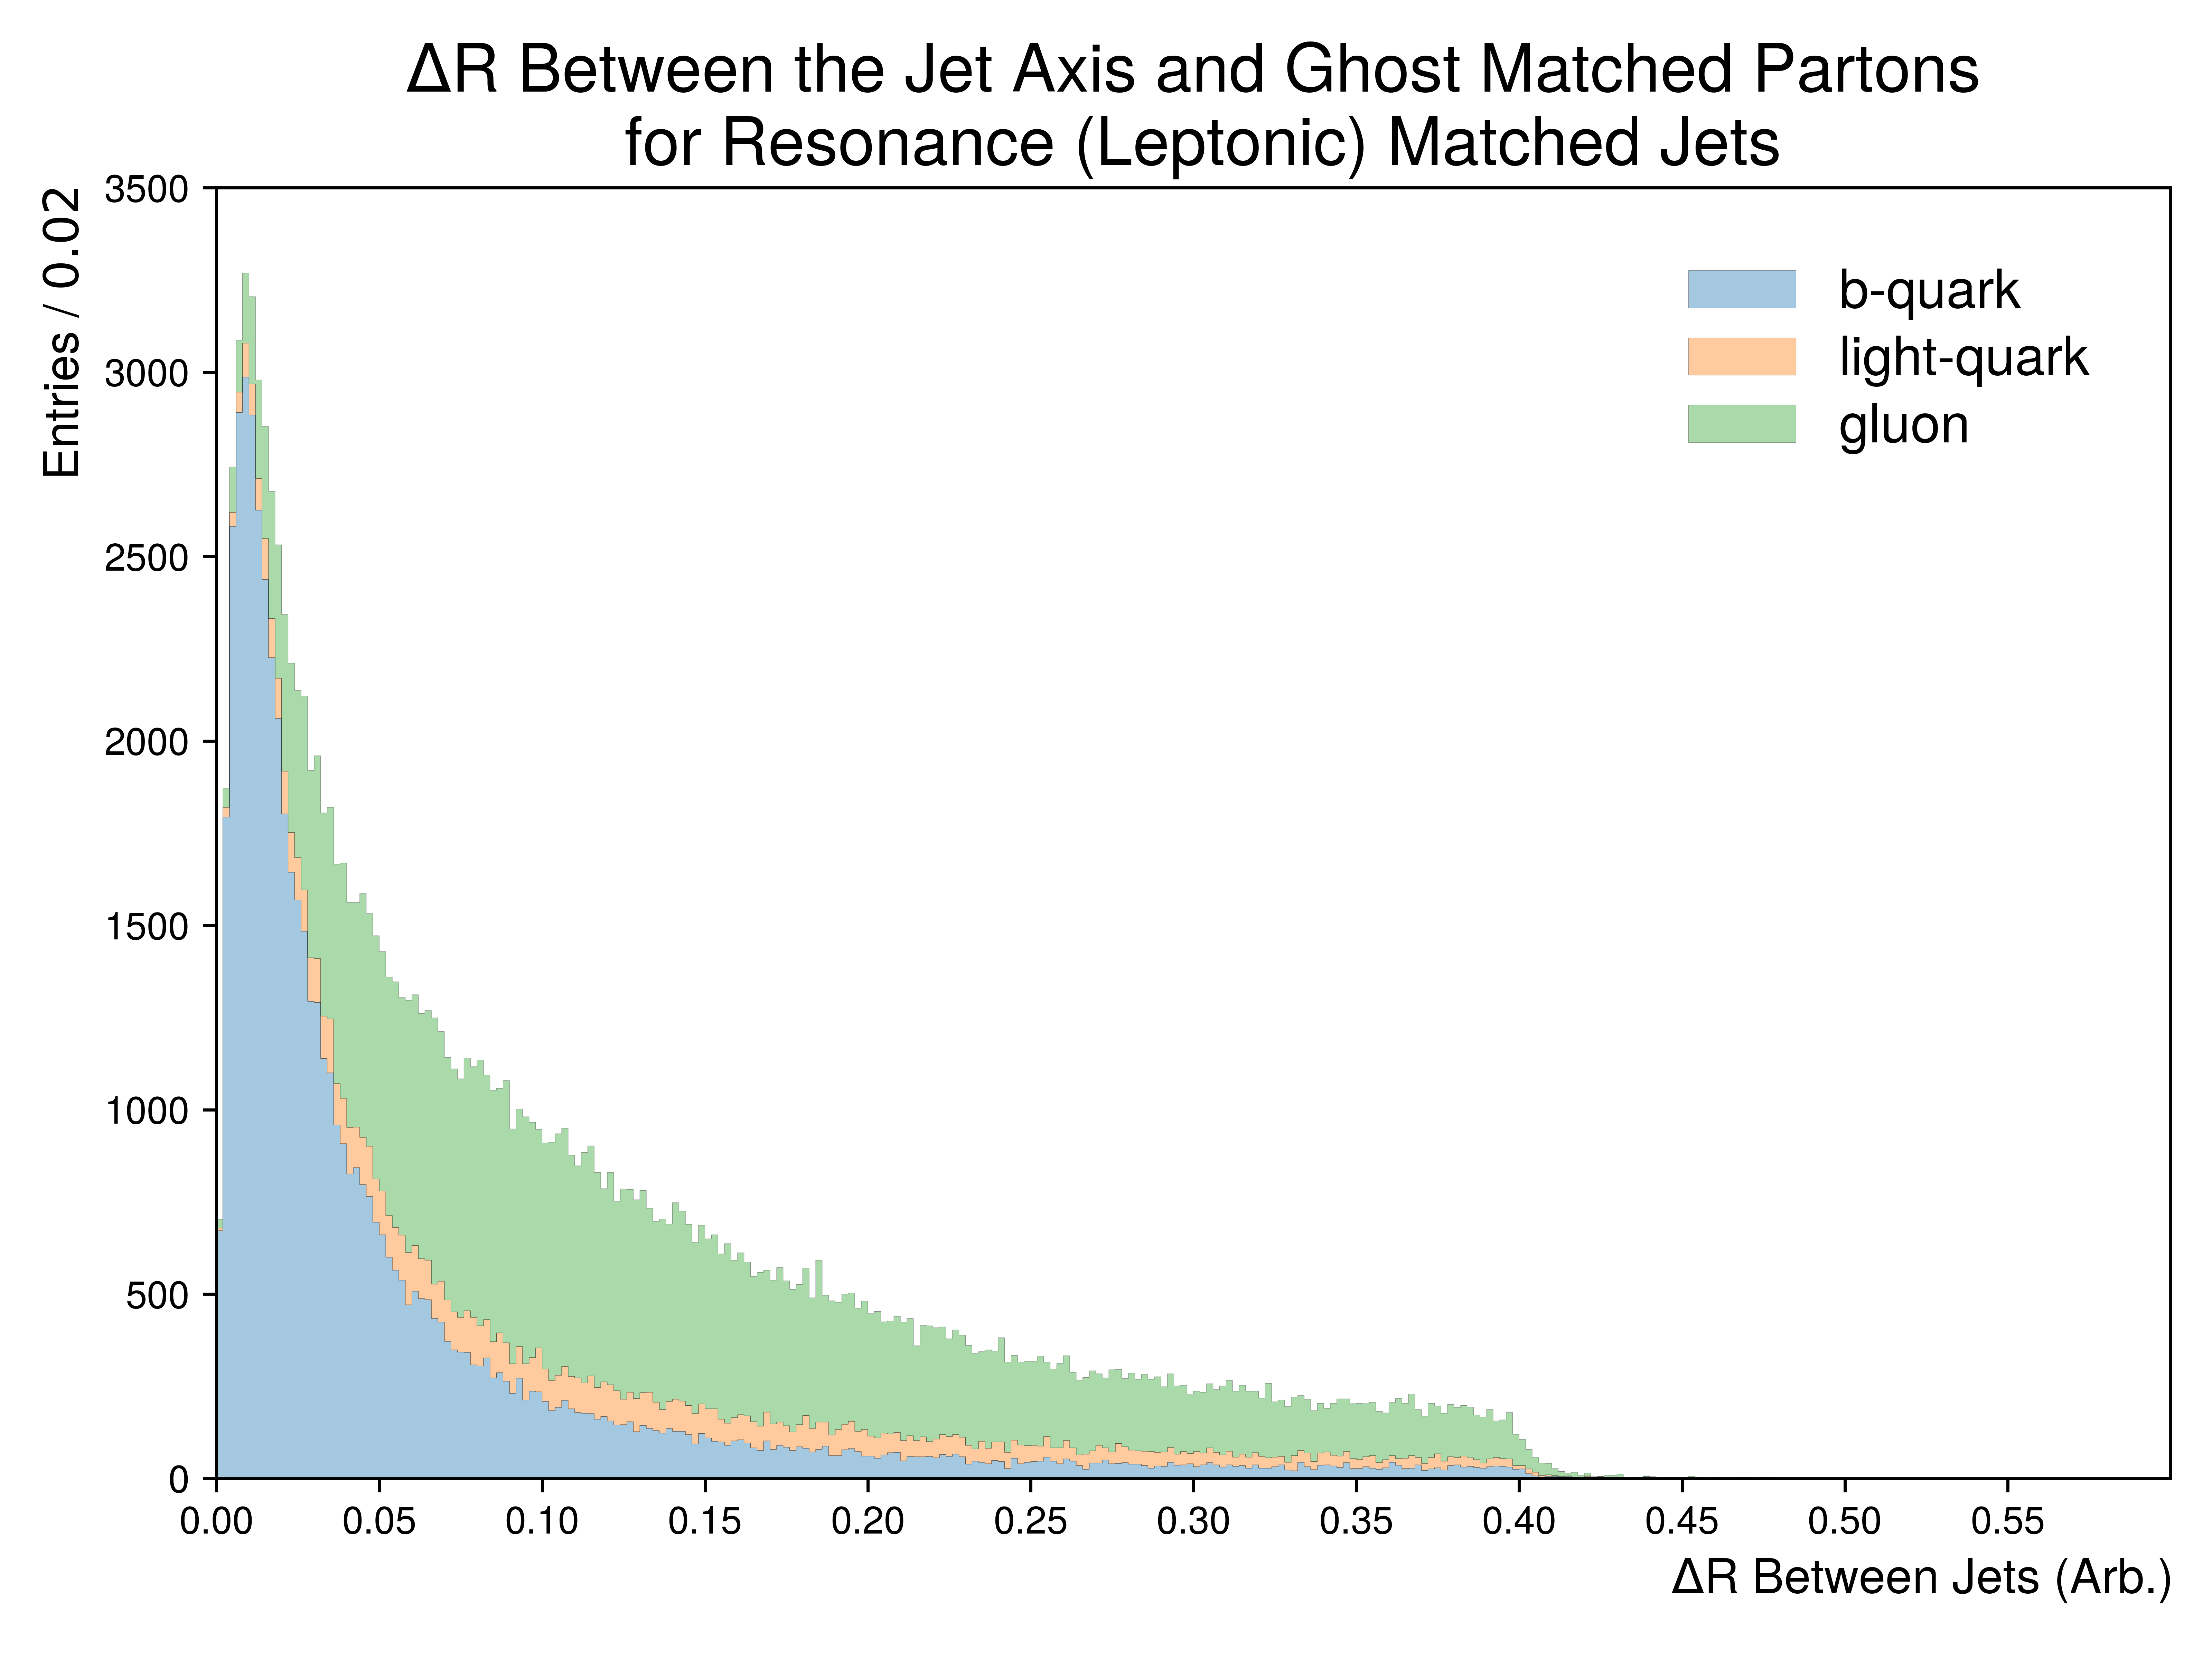 ΔR Between the Jet Axis and Ghost Matched Partons
for Resonance (Leptonic) Matched Jets
Entries / 0.02
3500
3000
2500
2000
1500
1000
500
0
b-quark
light-quark
gluon
0.00 0.05 0.10 0.15 0.20 0.25 0.30 0.35 0.40 0.45 0.50 0.55
ΔR Between Jets (Arb.)